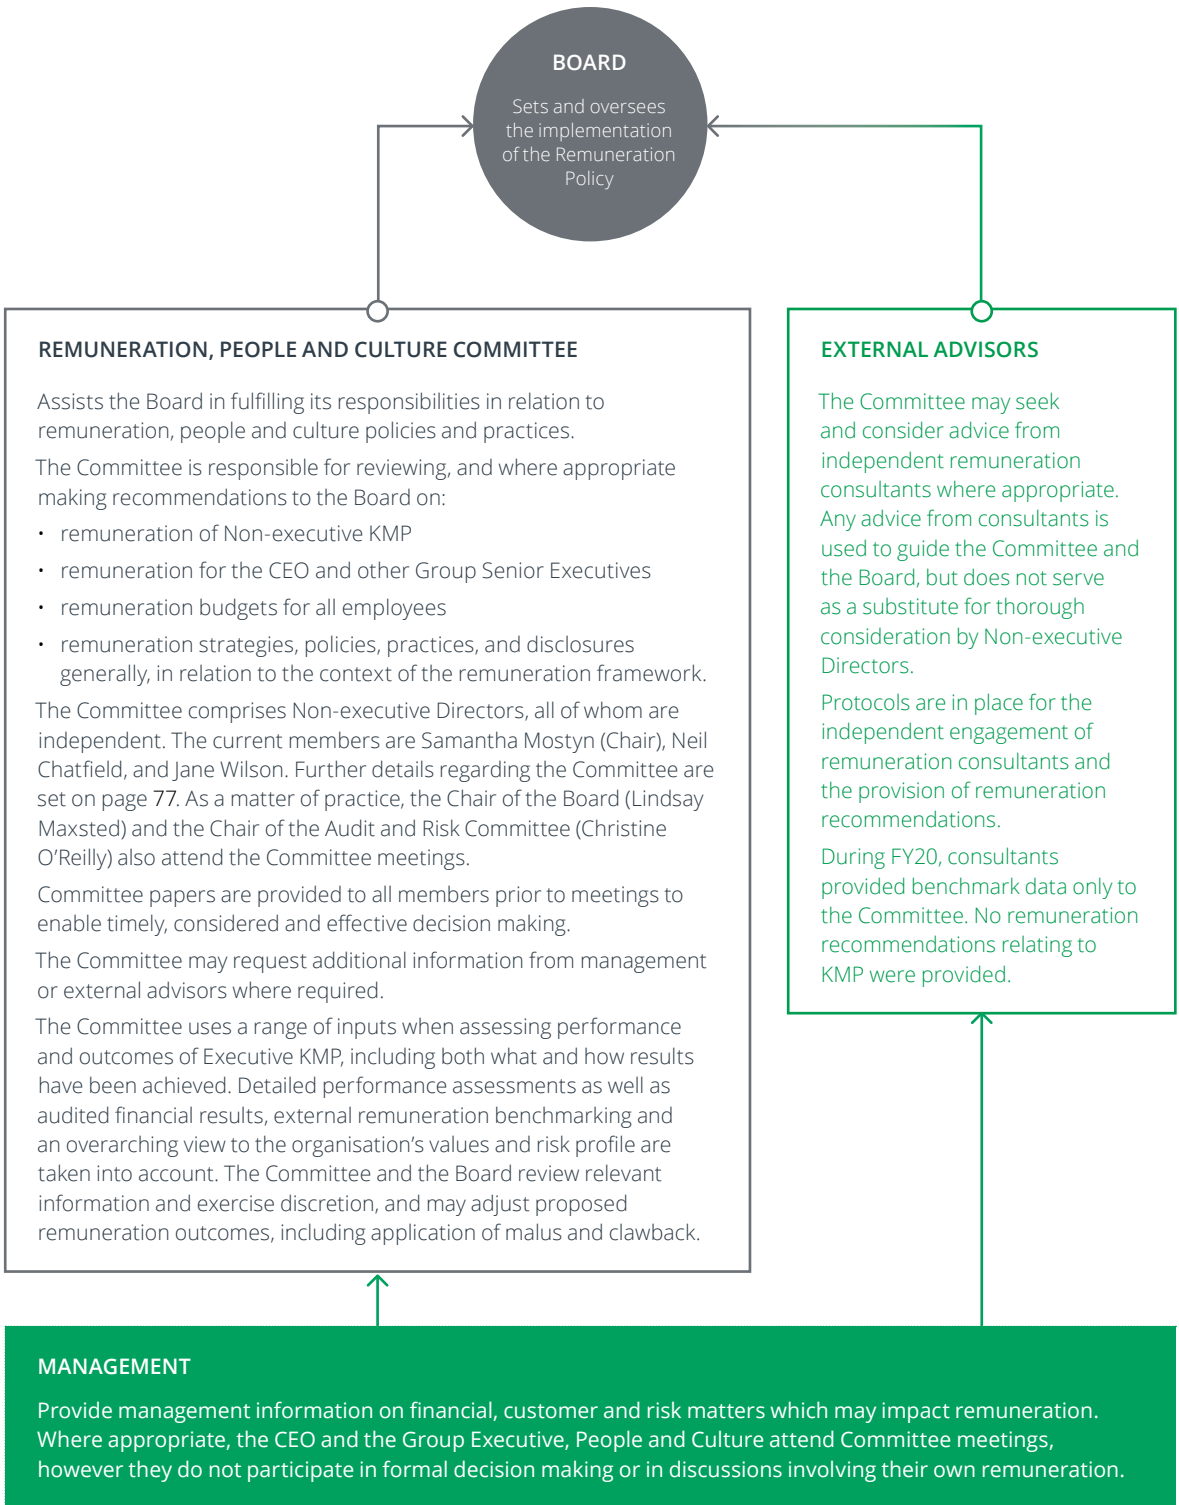 BOARD
Sets and oversees
the implementation
of the Remuneration
Policy
REMUNERATION, PEOPLE AND CULTURE COMMITTEE
Assists the Board in fulfilling its responsibilities in relation to
remuneration, people and culture policies and practices.
The Committee is responsible for reviewing, and where appropriate
making recommendations to the Board on:
• remuneration of Non-executive KMP
• remuneration for the CEO and other Group Senior Executives
• remuneration budgets for all employees
• remuneration strategies, policies, practices, and disclosures
generally, in relation to the context of the remuneration framework.
The Committee comprises Non-executive Directors, all of whom are
independent. The current members are Samantha Mostyn (Chair), Neil
Chatfield, and Jane Wilson. Further details regarding the Committee are
set on page 77. As a matter of practice, the Chair of the Board (Lindsay
Maxsted) and the Chair of the Audit and Risk Committee (Christine
O'Reilly) also attend the Committee meetings.
Committee papers are provided to all members prior to meetings to
enable timely, considered and effective decision making.
The Committee may request additional information from management
or external advisors where required.
The Committee uses a range of inputs when assessing performance
and outcomes of Executive KMP, including both what and how results
have been achieved. Detailed performance assessments as well as
audited financial results, external remuneration benchmarking and
an overarching view to the organisation's values and risk profile are
taken into account. The Committee and the Board review relevant
information and exercise discretion, and may adjust proposed
remuneration outcomes, including application of malus and clawback.
EXTERNAL ADVISORS
The Committee may seek
and consider advice from
independent remuneration
consultants where appropriate.
Any advice from consultants is
used to guide the Committee and
the Board, but does not serve
as a substitute for thorough
consideration by Non-executive
Directors.
Protocols are in place for the
independent engagement of
remuneration consultants and
the provision of remuneration
recommendations.
During FY20, consultants
provided benchmark data only to
the Committee. No remuneration
recommendations relating to
KMP were provided.
MANAGEMENT
Provide management information on financial, customer and risk matters which may impact remuneration.
Where appropriate, the CEO and the Group Executive, People and Culture attend Committee meetings,
however they do not participate in formal decision making or in discussions involving their own remuneration.